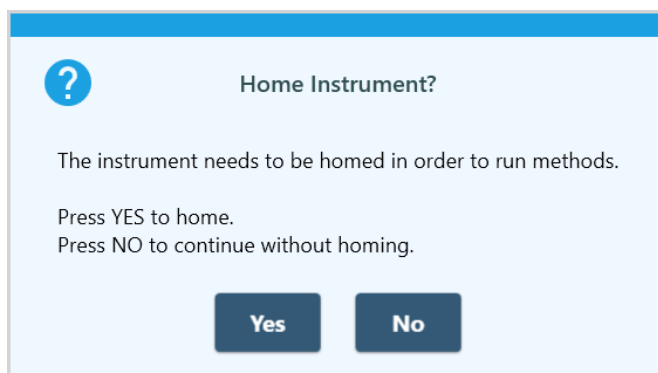 Home Instrument?
The instrument needs to be homed in order to run methods.
Press YES to home.
Press NO to continue without homing.
Yes No